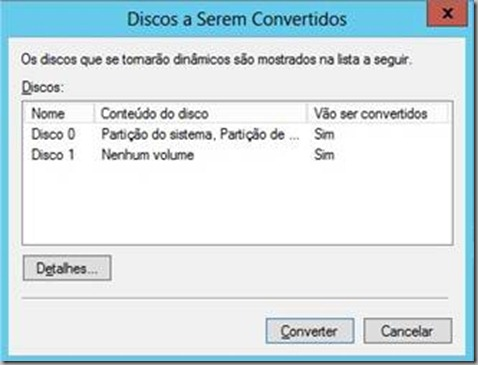 Discos a Serem Convertidos
x
Os discos que se tornarão dinâmicos são mostrados na lista a seguir.
Discos:
Nome Conteúdo do disco Vão ser convertidos
Disco 0 Partição do sistema, Partição de ... Sim
Disco 1 Nenhum volume Sim
Detalhes...
Converter Cancelar